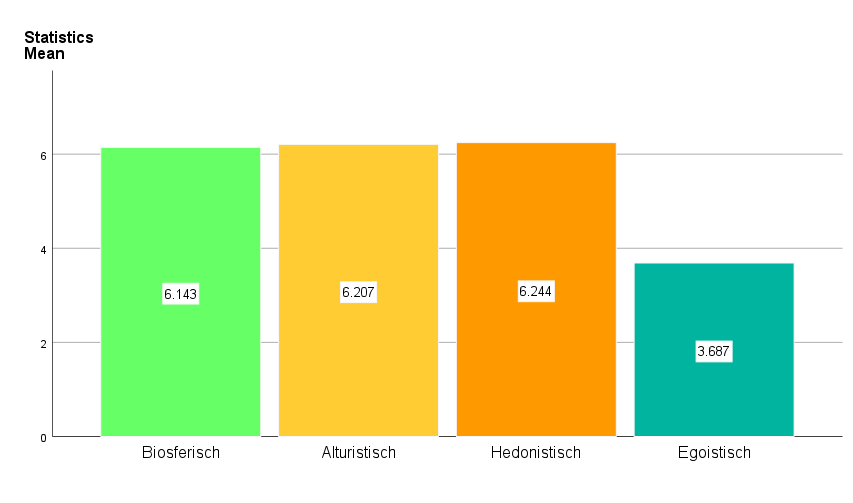 Statistics
Mean
6
4
2
0
6.143
6.207
6.244
3.687
Biosferisch
Alturistisch
Hedonistisch
Egoistisch